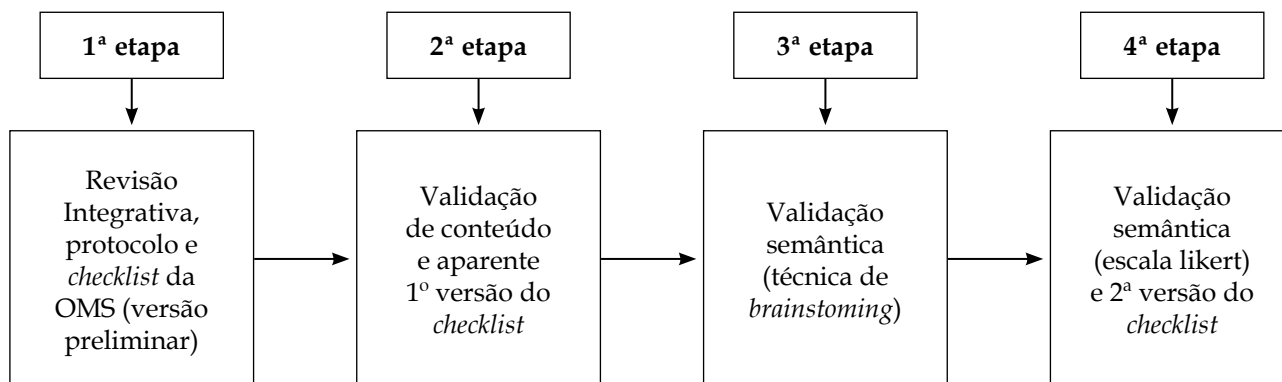 1ª etapa
2ª etapa
3ª etapa
4ª etapa
Revisão
Integrativa,
protocolo e
checklist da
OMS (versão
preliminar)
Validação
de conteúdo
e aparente
1º versão do
checklist
Validação
semântica
(técnica de
brainstoming)
Validação
semântica
(escala likert)
e 2ª versão do
checklist